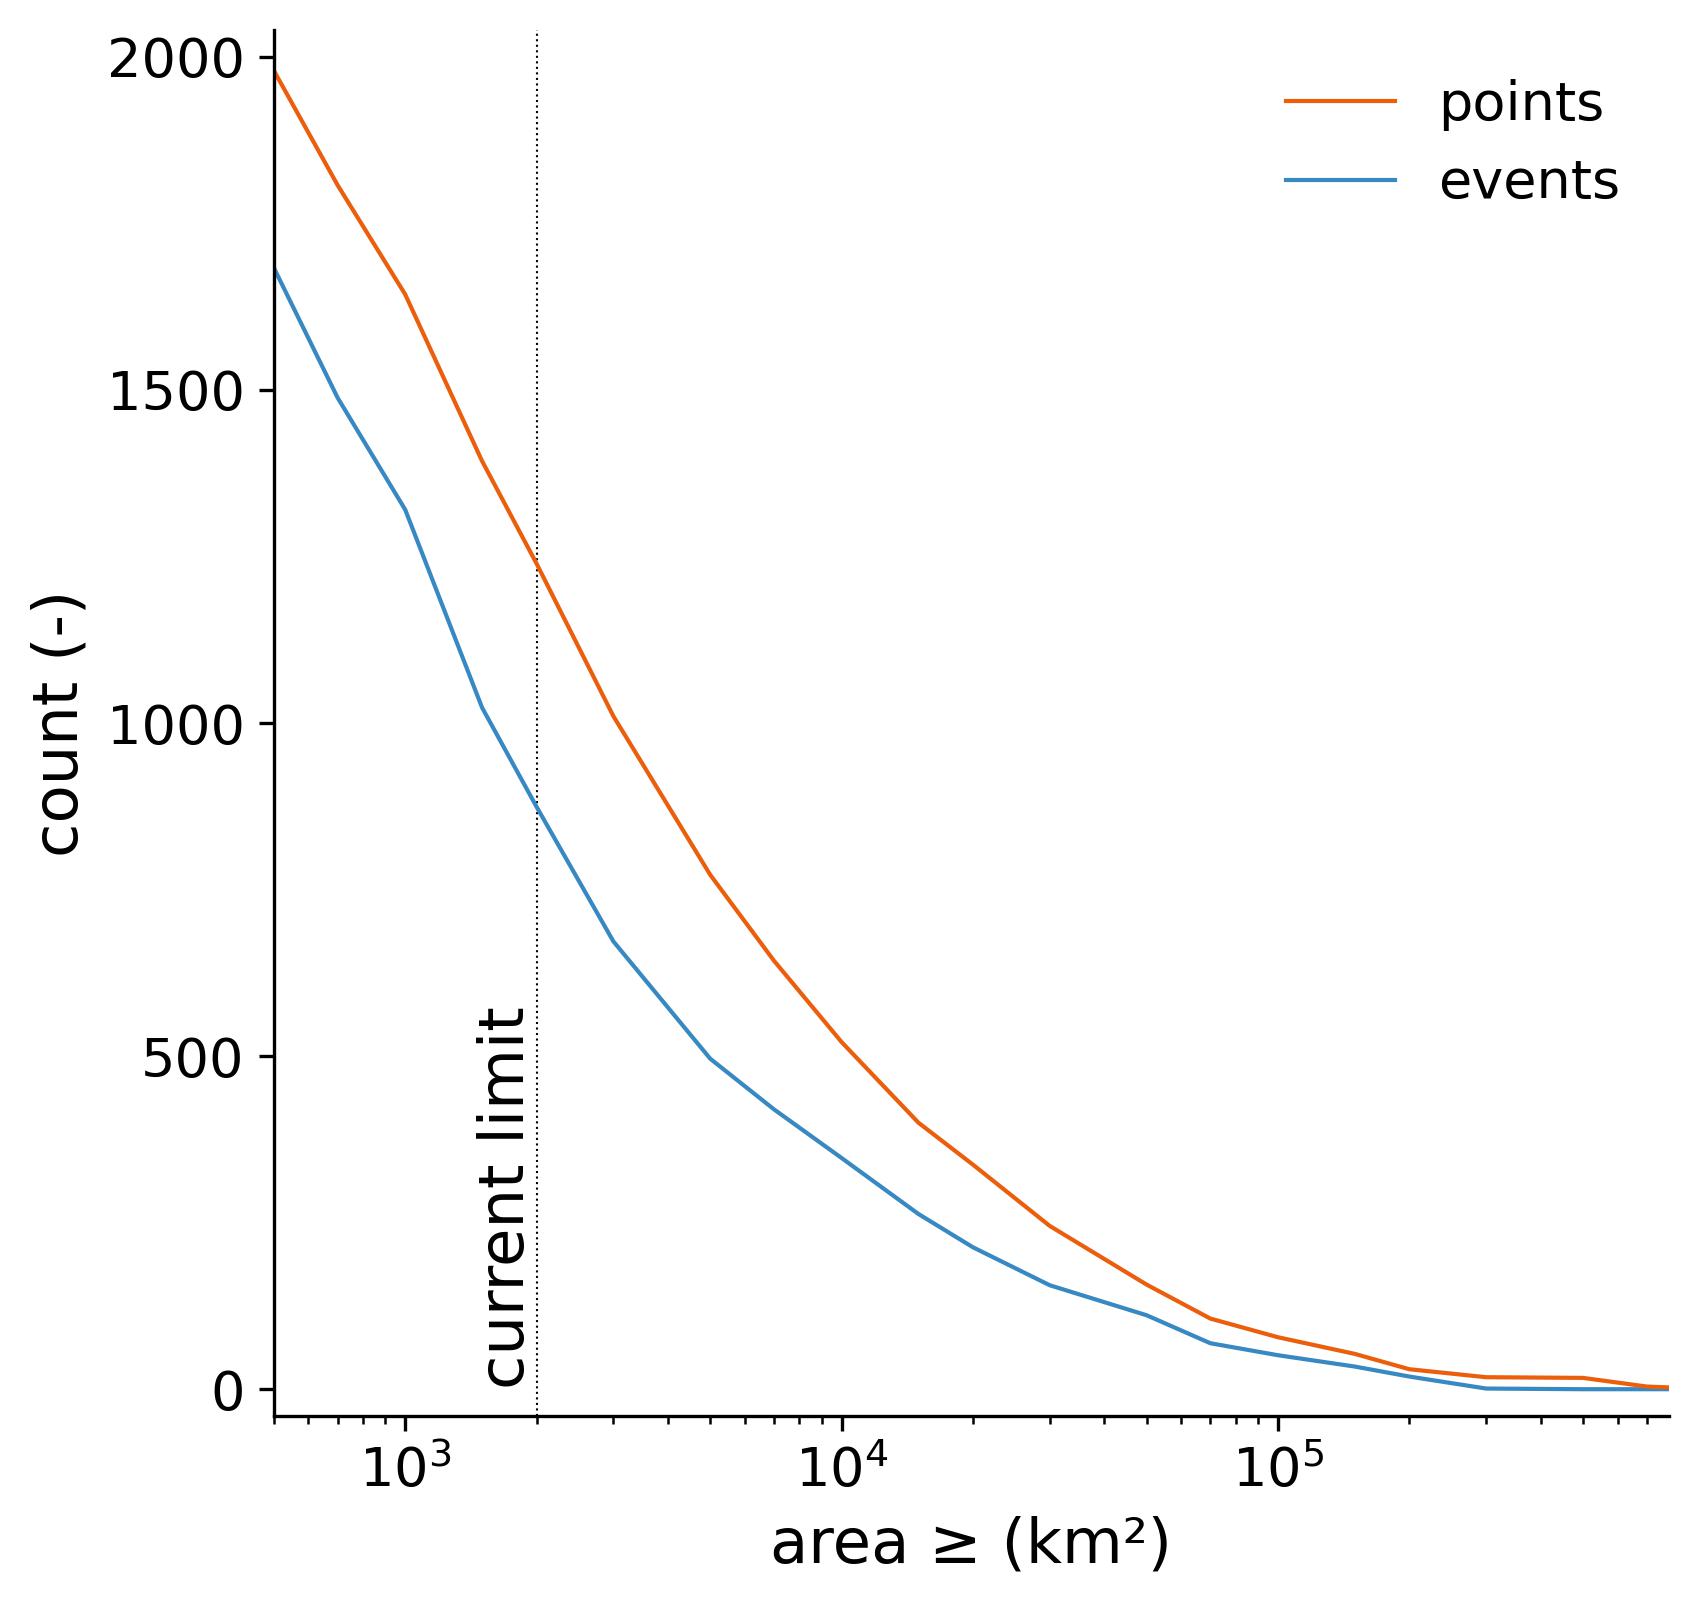 2000
1500
1000
500
0
count (-)
points
events
current limit
10³
10⁴
10⁵
area ≥ (km²)